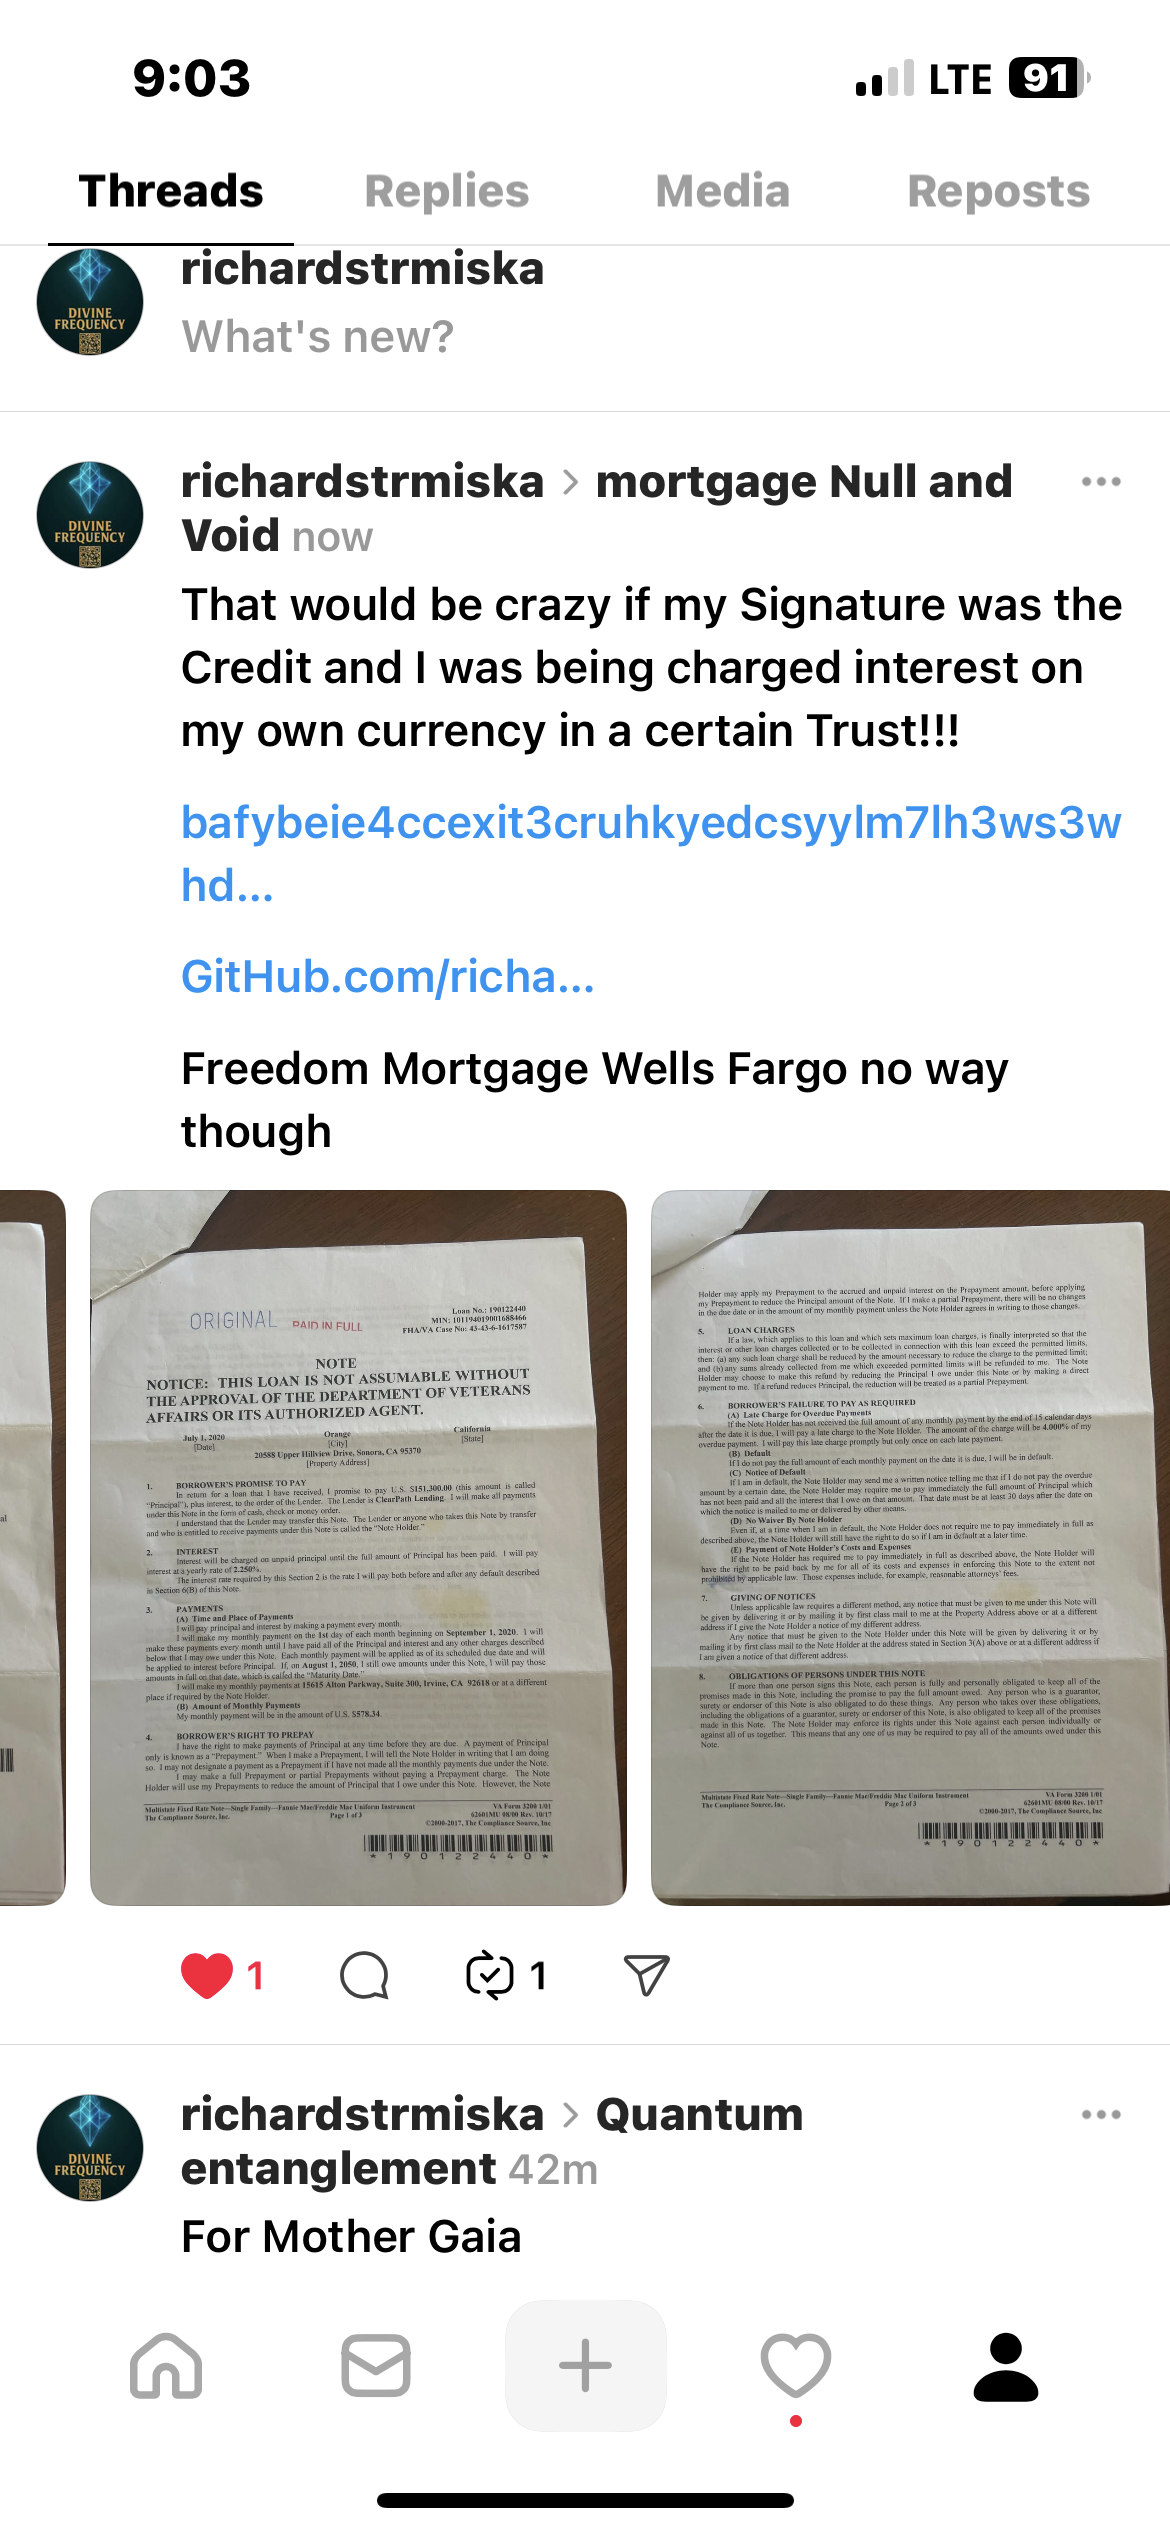 9:03
LTE 91
Threads Replies Media Reposts
DIVINE
FREQUENCY
richardstrmiska
What's new?
DIVINE
FREQUENCY
richardstrmiska > mortgage Null and
Void now
That would be crazy if my Signature was the
Credit and I was being charged interest on
my own currency in a certain Trust!!!
bafybeie4ccexit3cruhkyedcsyylm7lh3ws3w
hd...
GitHub.com/richa...
Freedom Mortgage Wells Fargo no way
though
al
ORIGINAL PAID IN FULL
Loan No.: 190122440
MIN: 101194019001688466
FHA/VA Case No: 43-43-6-1617587
NOTE
NOTICE: THIS LOAN IS NOT ASSUMABLE WITHOUT
THE APPROVAL OF THE DEPARTMENT OF VETERANS
AFFAIRS OR ITS AUTHORIZED AGENT.
July 1, 2020 Orange California
[Date] [City] [State]
20588 Upper Hillview Drive, Sonora, CA 95370
[Property Address]
1. BORROWER'S PROMISE TO PAY
In return for a loan that I have received, I promise to pay U.S. $151,300.00 (this amount is called
"Principal"), plus interest, to the order of the Lender. The Lender is ClearPath Lending. I will make all payments
under this Note in the form of cash, check or money order.
I understand that the Lender may transfer this Note. The Lender or anyone who takes this Note by transfer
and who is entitled to receive payments under this Note is called the "Note Holder."
2. INTEREST
Interest will be charged on unpaid principal until the full amount of Principal has been paid. I will pay
interest at a yearly rate of 2.250%.
The interest rate required by this Section 2 is the rate I will pay both before and after any default described
in Section 6(B) of this Note.
3. PAYMENTS
(A) Time and Place of Payments
I will pay principal and interest by making a payment every month.
I will make my monthly payment on the 1st day of each month beginning on September 1, 2020. I will
make these payments every month until I have paid all of the Principal and interest and any other charges described
below that I may owe under this Note. Each monthly payment will be applied as of its scheduled due date and will
be applied to interest before Principal. If, on August 1, 2050, I still owe amounts under this Note, I will pay those
amounts in full on that date, which is called the "Maturity Date."
I will make my monthly payments at 15615 Alton Parkway, Suite 300, Irvine, CA 92618 or at a different
place if required by the Note Holder.
(B) Amount of Monthly Payments
My monthly payment will be in the amount of U.S. $578.34.
4. BORROWER'S RIGHT TO PREPAY
I have the right to make payments of Principal at any time before they are due. A payment of Principal
only is known as a "Prepayment." When I make a Prepayment, I will tell the Note Holder in writing that I am doing
so. I may not designate a payment as a Prepayment if I have not made all the monthly payments due under the Note.
I may make a full Prepayment or partial Prepayments without paying a Prepayment charge. The Note
Holder will use my Prepayments to reduce the amount of Principal that I owe under this Note. However, the Note
Multistate Fixed Rate Note—Single Family—Fannie Mae/Freddie Mac Uniform Instrument VA Form 3200 1/01
The Compliance Source, Inc. Page 1 of 3 62601MU 08/00 Rev. 10/17
©2000-2017, The Compliance Source, Inc
* 1 9 0 1 2 2 4 4 0 *
Holder may apply my Prepayment to the accrued and unpaid interest on the Prepayment amount, before applying
my Prepayment to reduce the Principal amount of the Note. If I make a partial Prepayment, there will be no changes
in the due date or in the amount of my monthly payment unless the Note Holder agrees in writing to those changes.
5. LOAN CHARGES
If a law, which applies to this loan and which sets maximum loan charges, is finally interpreted so that the
interest or other loan charges collected or to be collected in connection with this loan exceed the permitted limits,
then: (a) any such loan charge shall be reduced by the amount necessary to reduce the charge to the permitted limit;
and (b) any sums already collected from me which exceeded permitted limits will be refunded to me. The Note
Holder may choose to make this refund by reducing the Principal I owe under this Note or by making a direct
payment to me. If a refund reduces Principal, the reduction will be treated as a partial Prepayment.
6. BORROWER'S FAILURE TO PAY AS REQUIRED
(A) Late Charge for Overdue Payments
If the Note Holder has not received the full amount of any monthly payment by the end of 15 calendar days
after the date it is due, I will pay a late charge to the Note Holder. The amount of the charge will be 4.000% of my
overdue payment. I will pay this late charge promptly but only once on each late payment.
(B) Default
If I do not pay the full amount of each monthly payment on the date it is due, I will be in default.
(C) Notice of Default
If I am in default, the Note Holder may send me a written notice telling me that if I do not pay the overdue
amount by a certain date, the Note Holder may require me to pay immediately the full amount of Principal which
has not been paid and all the interest that I owe on that amount. That date must be at least 30 days after the date on
which the notice is mailed to me or delivered by other means.
(D) No Waiver By Note Holder
Even if, at a time when I am in default, the Note Holder does not require me to pay immediately in full as
described above, the Note Holder will still have the right to do so if I am in default at a later time.
(E) Payment of Note Holder's Costs and Expenses
If the Note Holder has required me to pay immediately in full as described above, the Note Holder will
have the right to be paid back by me for all of its costs and expenses in enforcing this Note to the extent not
prohibited by applicable law. Those expenses include, for example, reasonable attorneys' fees.
7. GIVING OF NOTICES
Unless applicable law requires a different method, any notice that must be given to me under this Note will
be given by delivering it or by mailing it by first class mail to me at the Property Address above or at a different
address if I give the Note Holder a notice of my different address.
Any notice that must be given to the Note Holder under this Note will be given by delivering it or by
mailing it by first class mail to the Note Holder at the address stated in Section 3(A) above or at a different address if
I am given a notice of that different address.
8. OBLIGATIONS OF PERSONS UNDER THIS NOTE
If more than one person signs this Note, each person is fully and personally obligated to keep all of the
promises made in this Note, including the promise to pay the full amount owed. Any person who is a guarantor,
surety or endorser of this Note is also obligated to do these things. Any person who takes over these obligations,
including the obligations of a guarantor, surety or endorser of this Note, is also obligated to keep all of the promises
made in this Note. The Note Holder may enforce its rights under this Note against each person individually or
against all of us together. This means that any one of us may be required to pay all of the amounts owed under this
Note.
Multistate Fixed Rate Note—Single Family—Fannie Mae/Freddie Mac Uniform Instrument VA Form 3200 1/01
The Compliance Source, Inc. Page 2 of 3 62601MU 08/00 Rev. 10/17
©2000-2017, The Compliance Source, Inc
* 1 9 0 1 2 2 4 4 0 *
1 1
DIVINE
FREQUENCY
richardstrmiska > Quantum
entanglement 42m
For Mother Gaia